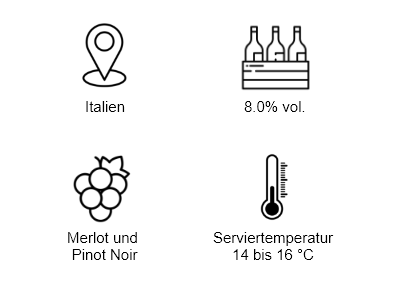 Italien
8.0% vol.
Merlot und
Pinot Noir
Serviertemperatur
14 bis 16 °C